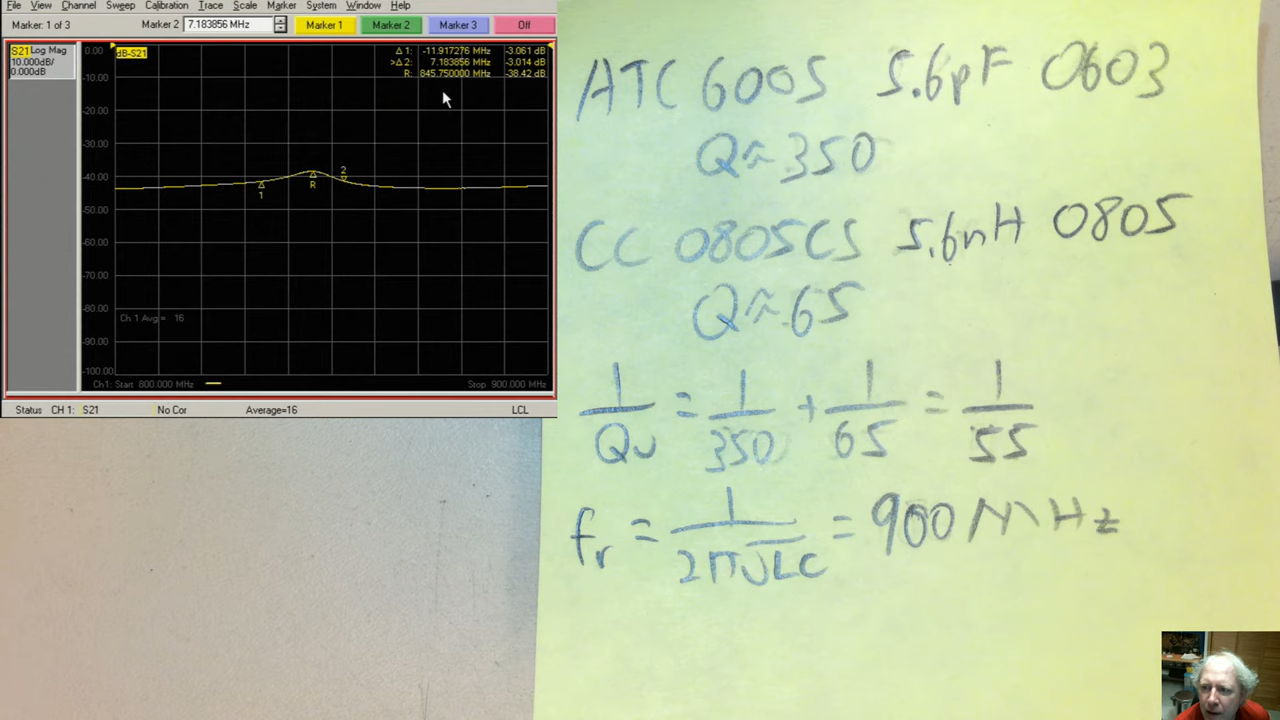 File View Channel Sweep Calibration Trace Scale Marker System Window Help
Marker: 1 of 3 Marker 2 7.183856 MHz Marker 1 Marker 2 Marker 3 Off
S21 Log Mag
10.000dB/
0.000dB
0.00
-10.00
-20.00
-30.00
-40.00
-50.00
-60.00
-70.00
-80.00
-90.00
-100.00
dB-S21
Δ 1: -11.917276 MHz -3.061 dB
>Δ 2: 7.183856 MHz -3.014 dB
R: 845.750000 MHz -38.42 dB
1
R
2
Ch 1 Avg = 16
Ch1: Start 800.000 MHz Stop 900.000 MHz
Status CH 1: S21 No Cor Average=16 LCL
ATC 600S 5.6pF 0603
Q≈350
CC 0805CS 5.6nH 0805
Q≈65
1/Qu = 1/350 + 1/65 = 1/55
fr = 1/2π√LC = 900 MHz